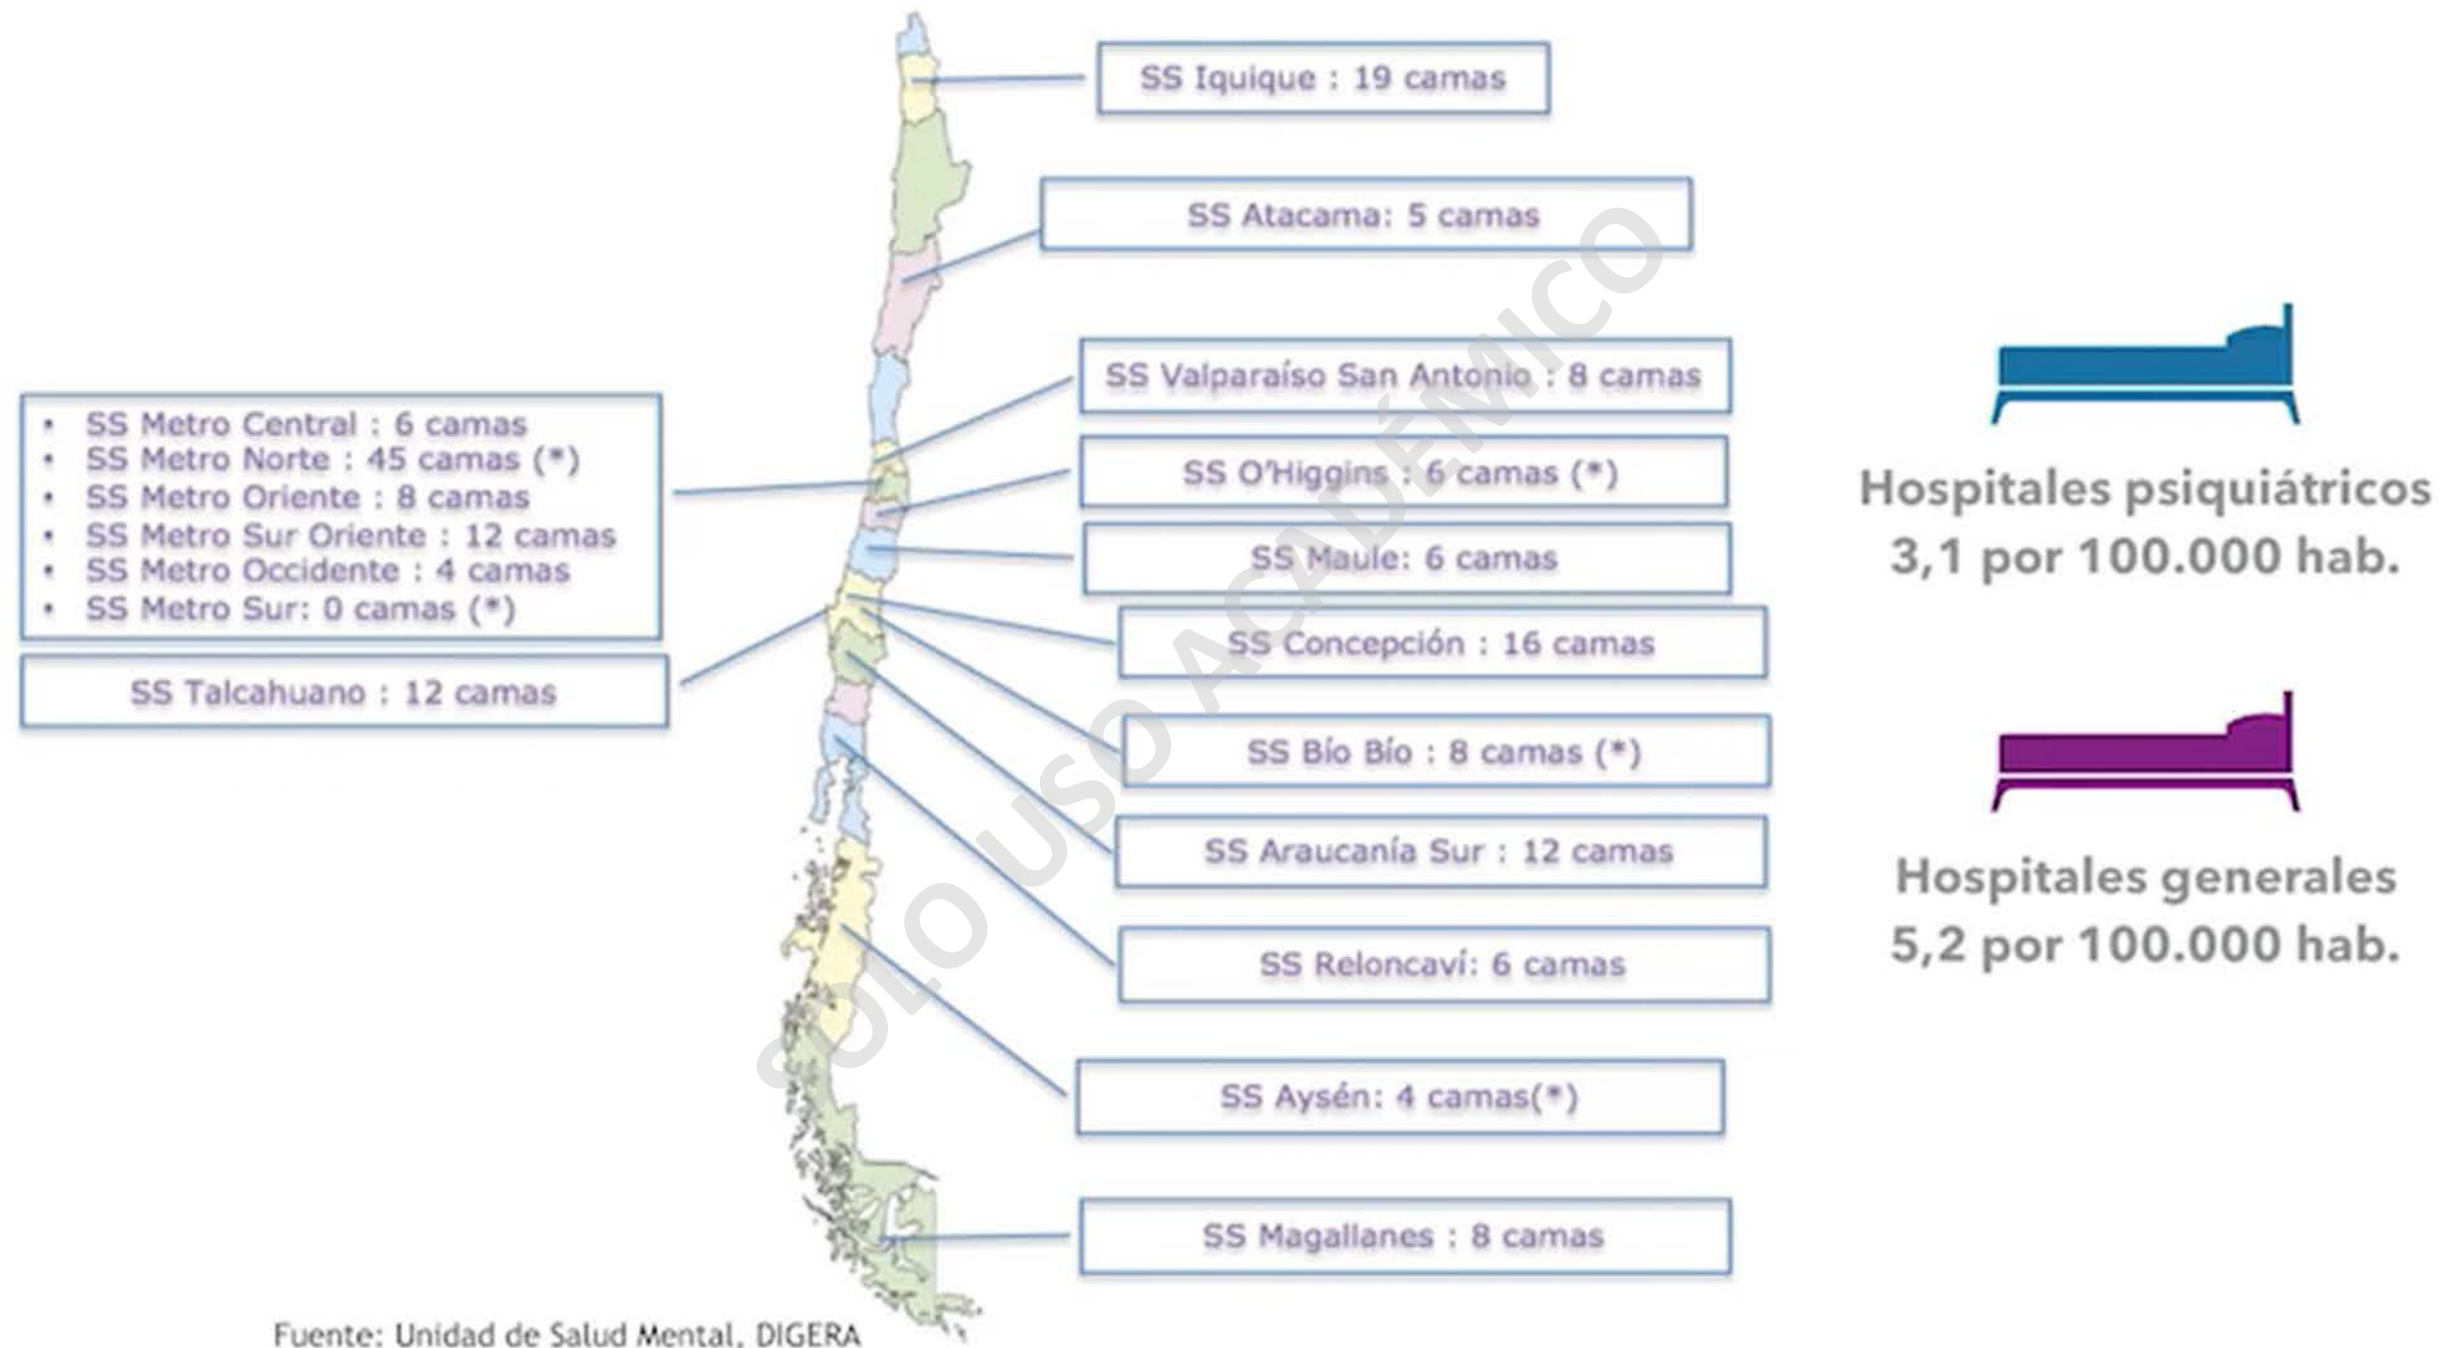 SS Iquique : 19 camas
SS Atacama: 5 camas
SS Valparaíso San Antonio : 8 camas
• SS Metro Central : 6 camas
• SS Metro Norte : 45 camas (*)
• SS Metro Oriente : 8 camas
• SS Metro Sur Oriente : 12 camas
• SS Metro Occidente : 4 camas
• SS Metro Sur: 0 camas (*)
SS O’Higgins : 6 camas (*)
SS Maule: 6 camas
SS Talcahuano : 12 camas
SS Concepción : 16 camas
SS Bío Bío : 8 camas (*)
SS Araucanía Sur : 12 camas
SS Reloncaví: 6 camas
SS Aysén: 4 camas(*)
SS Magallanes : 8 camas
Hospitales psiquiátricos
3,1 por 100.000 hab.
Hospitales generales
5,2 por 100.000 hab.
SOLO USO ACADÉMICO
Fuente: Unidad de Salud Mental, DIGERA